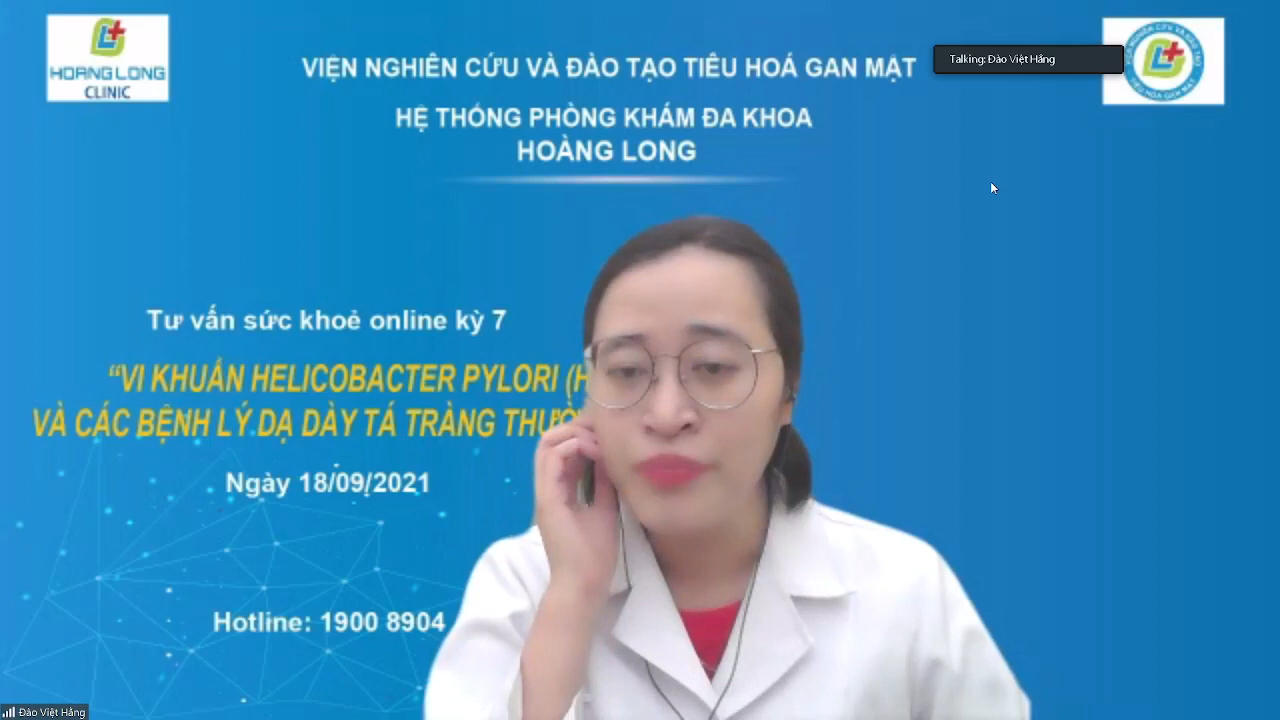 HOANG LONG
CLINIC
VIỆN NGHIÊN CỨU VÀ ĐÀO TẠO TIÊU HOÁ GAN MẬT
HỆ THỐNG PHÒNG KHÁM ĐA KHOA
HOÀNG LONG
Talking: Đào Việt Hằng
Tư vấn sức khoẻ online kỳ 7
“VI KHUẨN HELICOBACTER PYLORI (H
VÀ CÁC BỆNH LÝ DẠ DÀY TÁ TRÀNG THƯỜ
Ngày 18/09/2021
Hotline: 1900 8904
Đào Việt Hằng